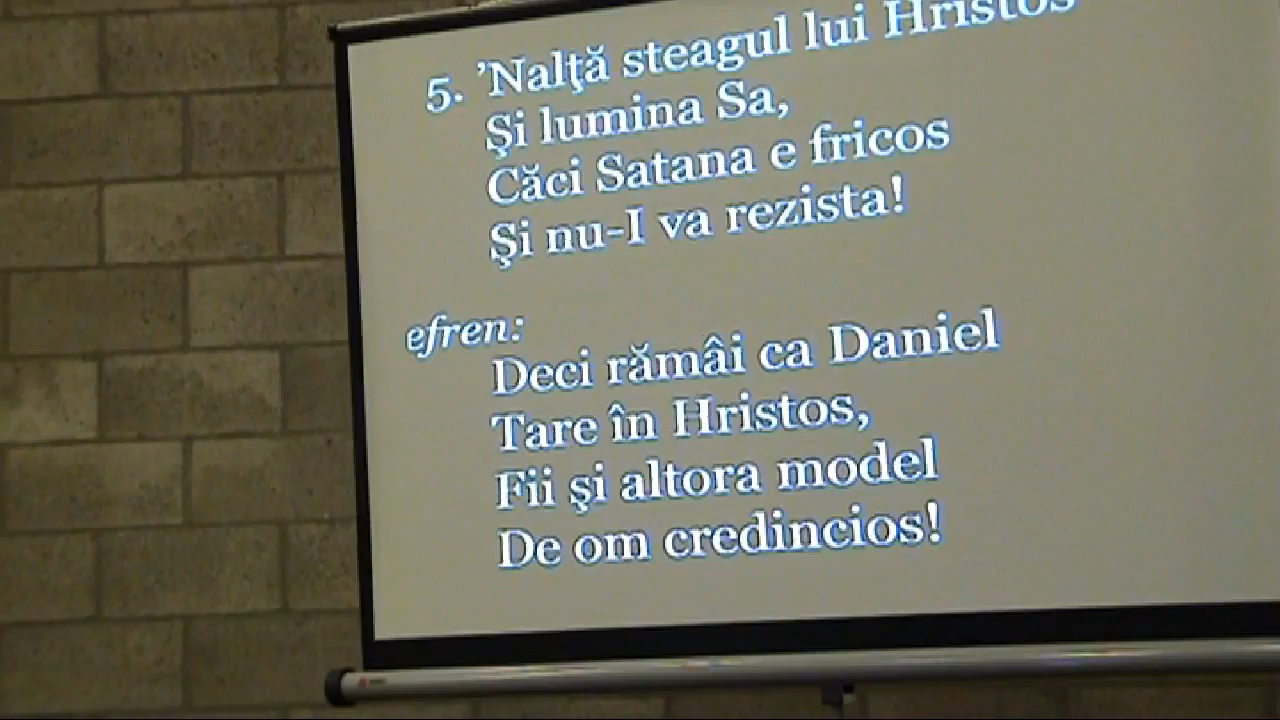 5. ’Nalţă steagul lui Hristos
Şi lumina Sa,
Căci Satana e fricos
Şi nu-I va rezista!
efren:
Deci rămâi ca Daniel
Tare în Hristos,
Fii şi altora model
De om credincios!